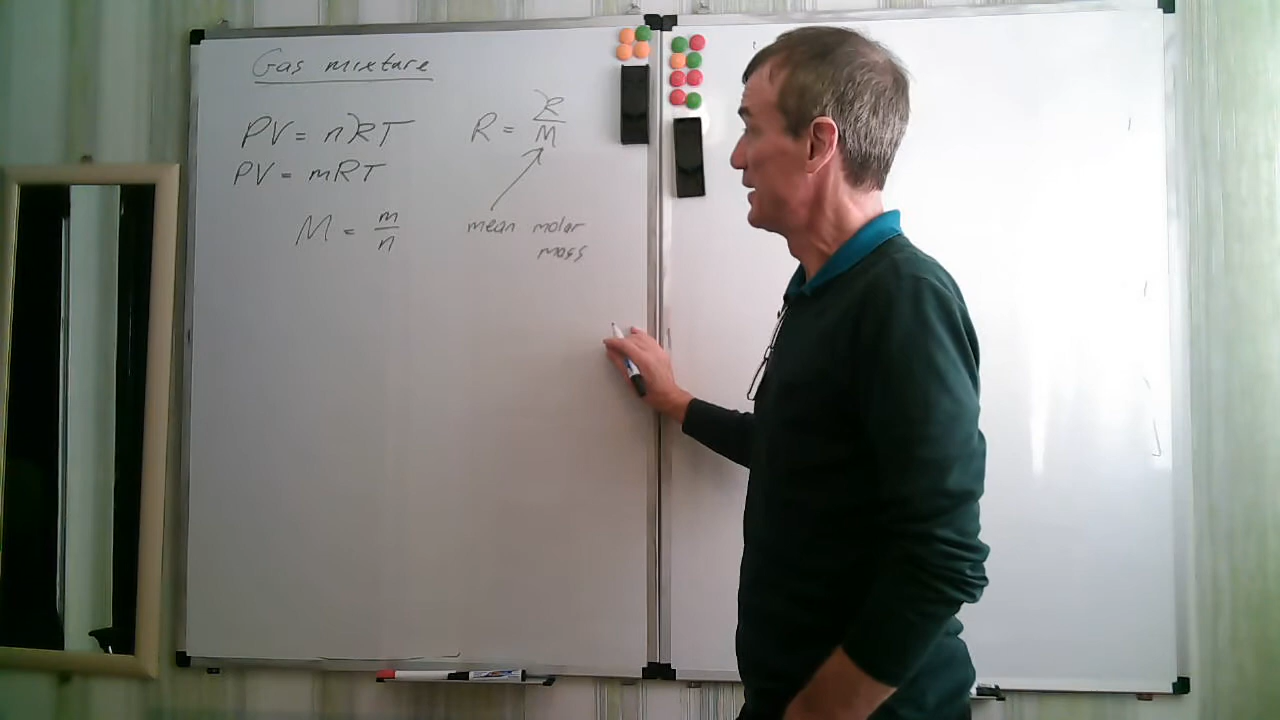 Gas mixture
PV = nℛT
PV = mRT
R = ℛ/M
M = m/n
mean molar
mass